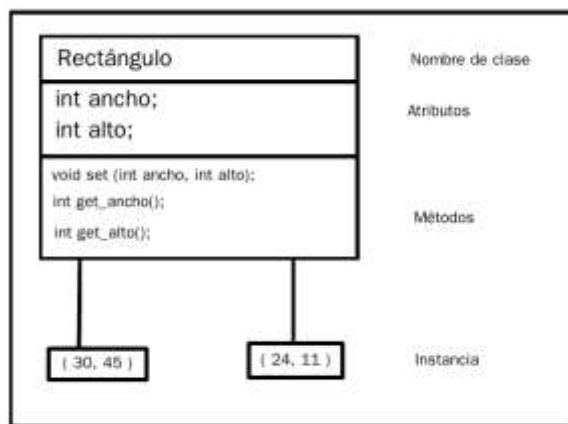 Rectángulo
Nombre de clase
int ancho;
int alto;
Atributos
void set (int ancho, int alto);
int get_ancho();
int get_alto();
Métodos
( 30, 45 )
( 24, 11 )
Instancia